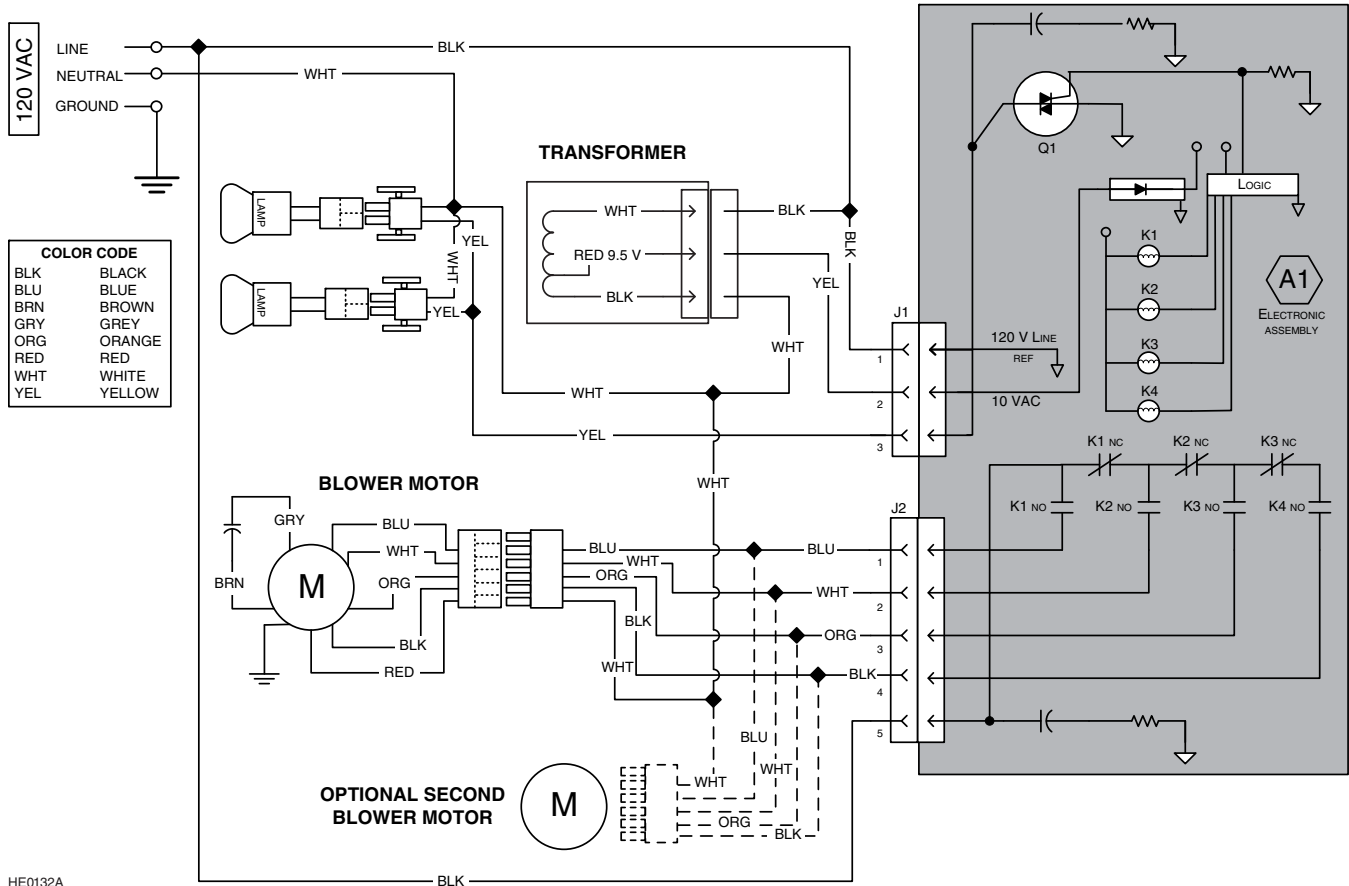 120 VAC
LINE
NEUTRAL
GROUND
BLK
WHT
TRANSFORMER
LAMP
LAMP
YEL
WHT
YEL
WHT
RED 9.5 V
BLK
BLK
BLK
YEL
WHT
COLOR CODE
BLK BLACK
BLU BLUE
BRN BROWN
GRY GREY
ORG ORANGE
RED RED
WHT WHITE
YEL YELLOW
WHT
YEL
WHT
J1
1
2
3
120 V LINE
REF
10 VAC
Q1
LOGIC
K1
K2
K3
K4
A1
ELECTRONIC
ASSEMBLY
K1 NC
K2 NC
K3 NC
K1 NO
K2 NO
K3 NO
K4 NO
BLOWER MOTOR
GRY
BRN
M
BLU
WHT
ORG
BLK
RED
BLU
WHT
ORG
BLK
WHT
BLU
WHT
ORG
BLK
J2
1
2
3
4
5
OPTIONAL SECOND
BLOWER MOTOR
M
BLU
WHT
WHT
ORG
BLK
BLK
HE0132A